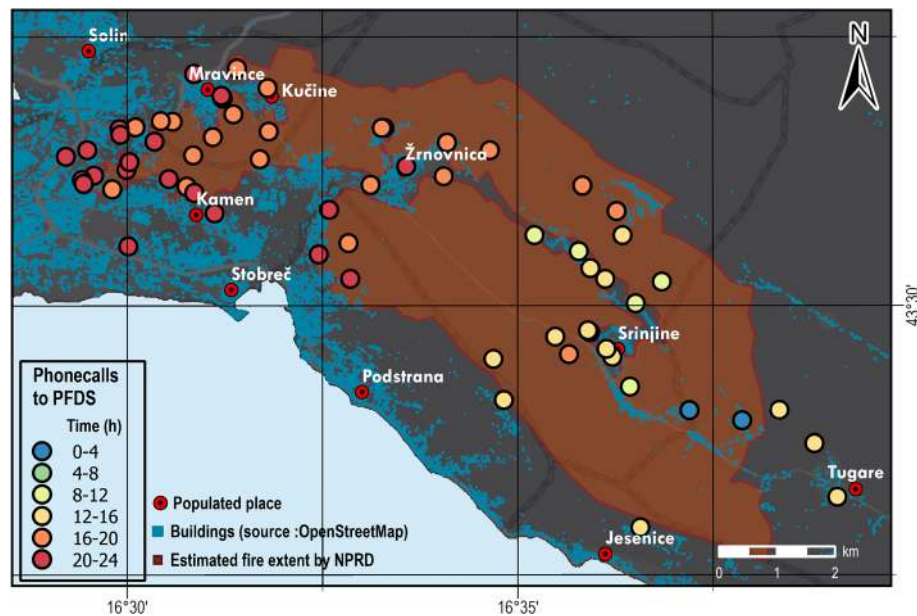 Solin
N
Mravince
Kučine
Žrnovnica
Kamen
Stobreč
43°30'
Srinjine
Podstrana
Phonecalls
to PFDS
Time (h)
0-4
4-8
8-12
12-16
16-20
20-24
Populated place
Buildings (source :OpenStreetMap)
Estimated fire extent by NPRD
Tugare
Jesenice
km
0 1 2
16°30'
16°35'